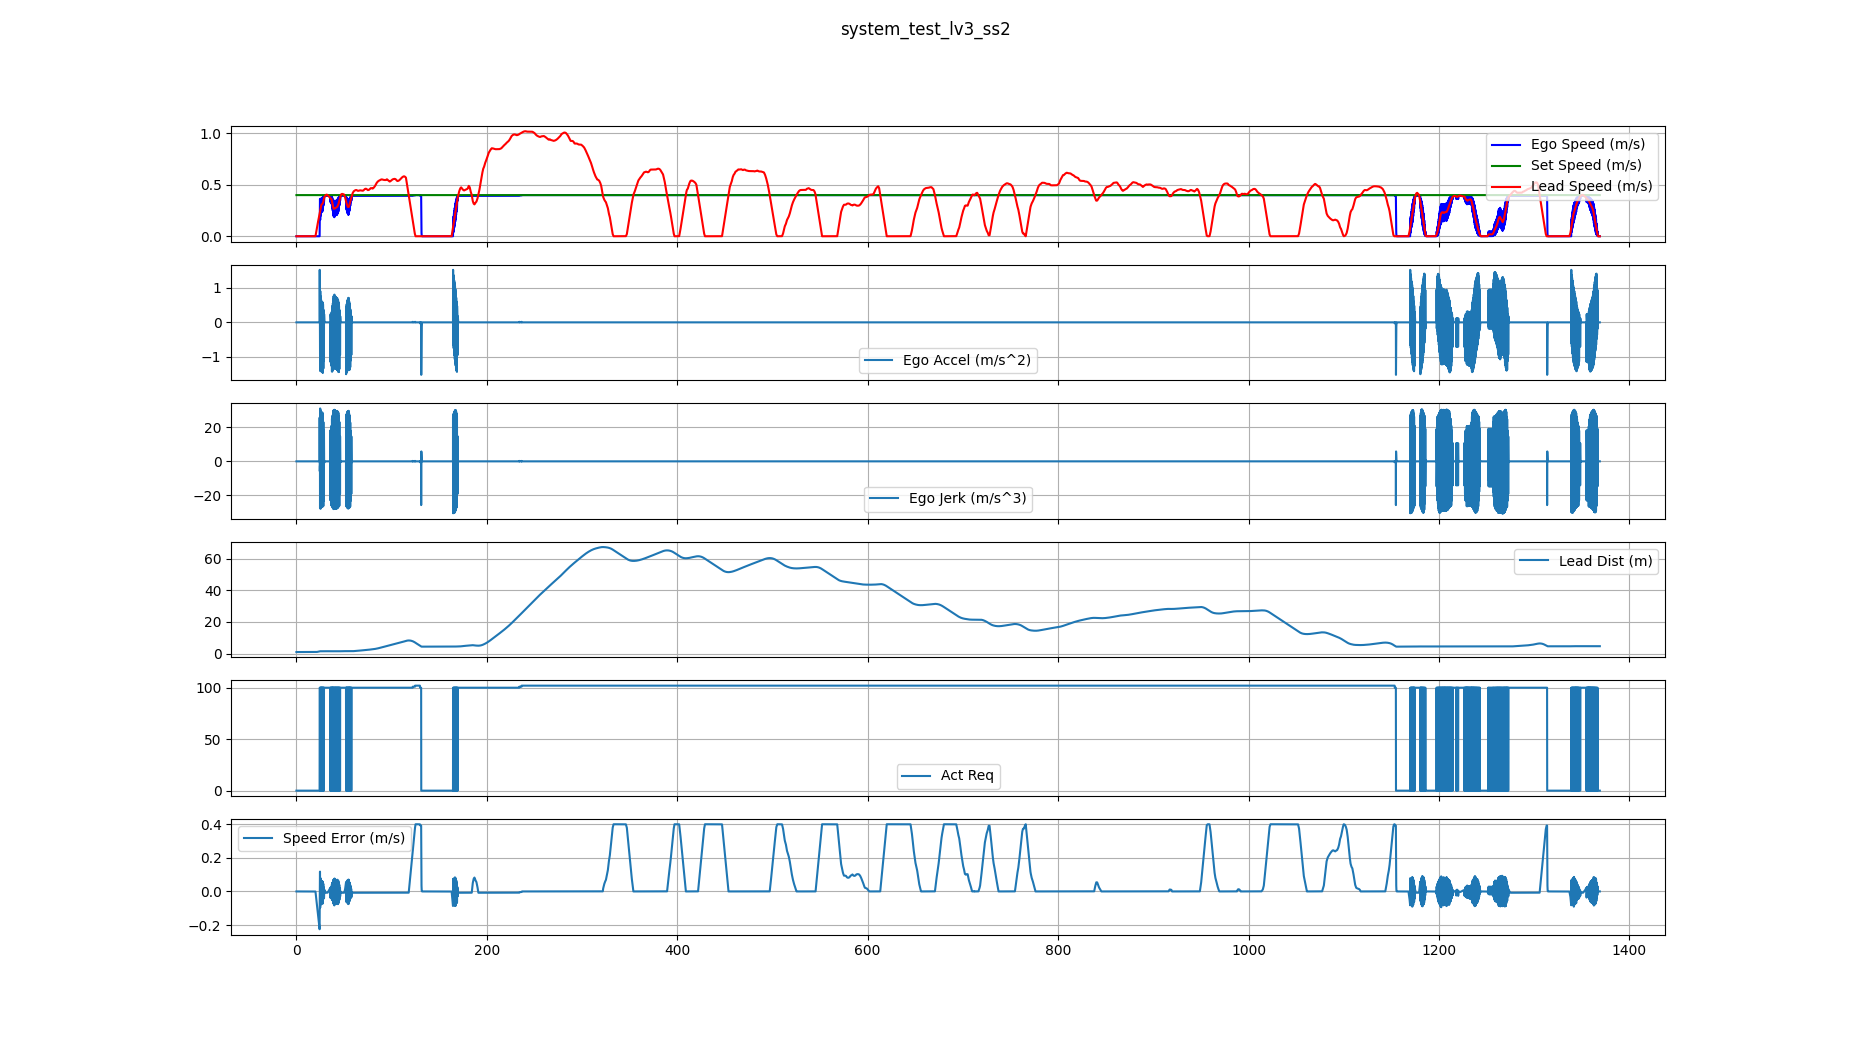 system_test_lv3_ss2
1.0
0.5
0.0
Ego Speed (m/s)
Set Speed (m/s)
Lead Speed (m/s)
1
0
−1
Ego Accel (m/s^2)
20
0
−20
Ego Jerk (m/s^3)
60
40
20
0
Lead Dist (m)
100
50
0
Act Req
0.4
0.2
0.0
−0.2
Speed Error (m/s)
0 200 400 600 800 1000 1200 1400